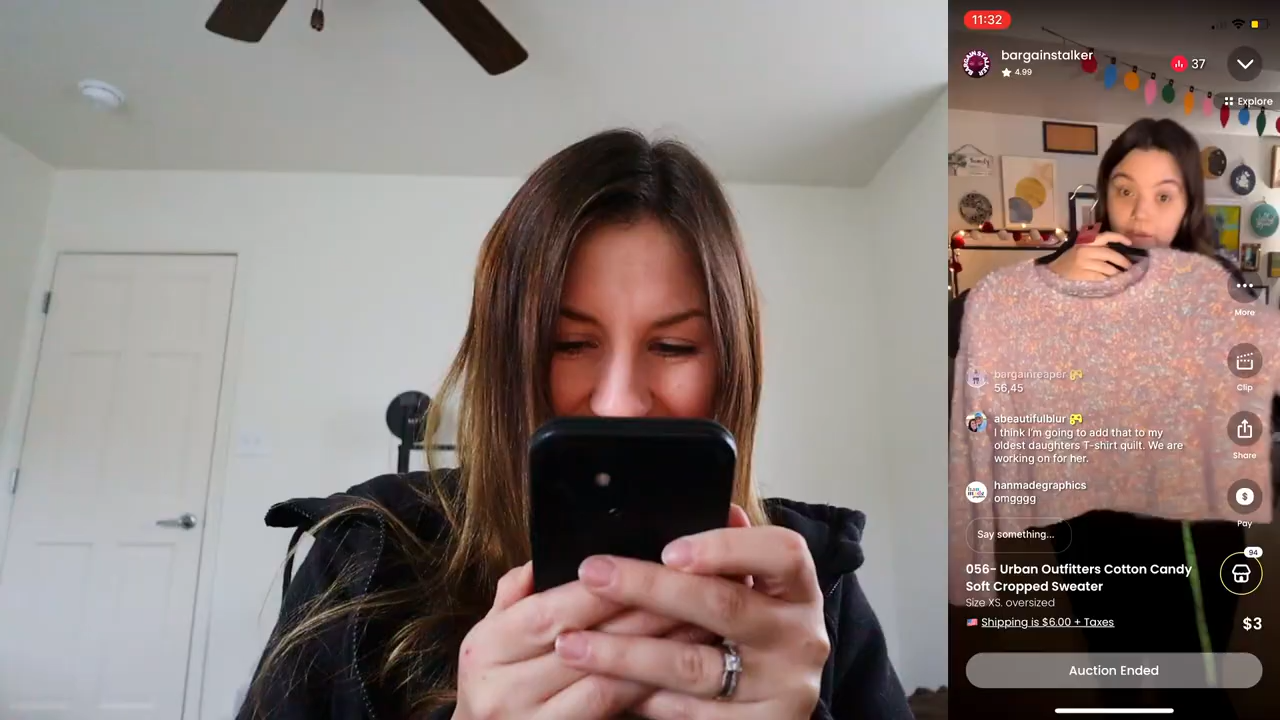 11:32
bargainstalker
4.99
37
Explore
More
bargainreaper
56,45
Clip
abeautifulblur
I think I'm going to add that to my
oldest daughters T-shirt quilt. We are
working on for her.
Share
hanmadegraphics
omgggg
Pay
Say something...
94
056- Urban Outfitters Cotton Candy
Soft Cropped Sweater
Size XS. oversized
Shipping is $6.00 + Taxes
$3
Auction Ended